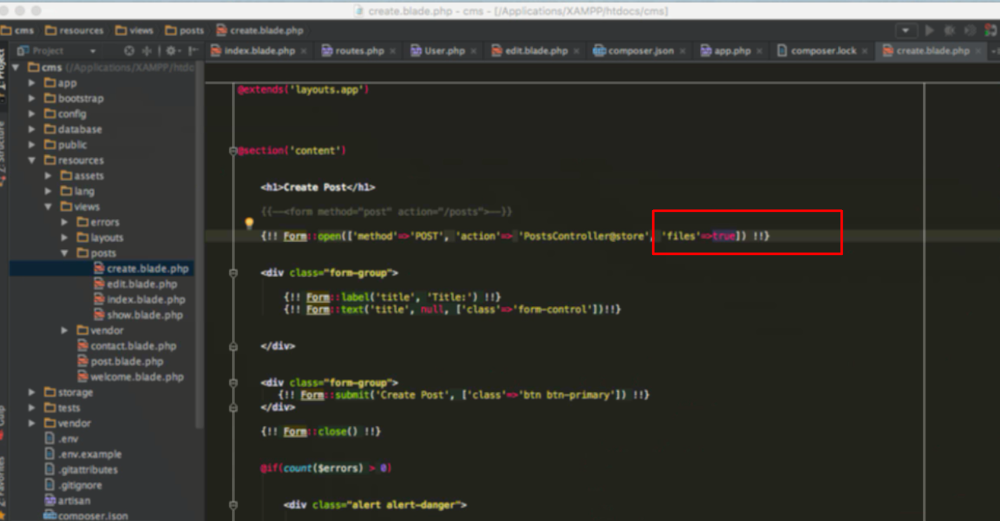 create.blade.php - cms - [/Applications/XAMPP/htdocs/cms]
cms resources views posts create.blade.php
Project
index.blade.php routes.php User.php edit.blade.php composer.json app.php composer.lock create.blade.php
1: Project
Z: Structure
Gulp
2: Favorites
cms (/Applications/XAMPP/htdo
app
bootstrap
config
database
public
resources
assets
lang
views
errors
layouts
posts
create.blade.php
edit.blade.php
index.blade.php
show.blade.php
vendor
contact.blade.php
post.blade.php
welcome.blade.php
storage
tests
vendor
.env
.env.example
.gitattributes
.gitignore
artisan
composer.json
@extends('layouts.app')
@section('content')
<h1>Create Post</h1>
{{--<form method="post" action="/posts">--}}
{!! Form::open(['method'=>'POST', 'action'=> 'PostsController@store', 'files'=>true]) !!}
<div class="form-group">
{!! Form::label('title', 'Title:') !!}
{!! Form::text('title', null, ['class'=>'form-control'])!!}
</div>
<div class="form-group">
{!! Form::submit('Create Post', ['class'=>'btn btn-primary']) !!}
</div>
{!! Form::close() !!}
@if(count($errors) > 0)
<div class="alert alert-danger">